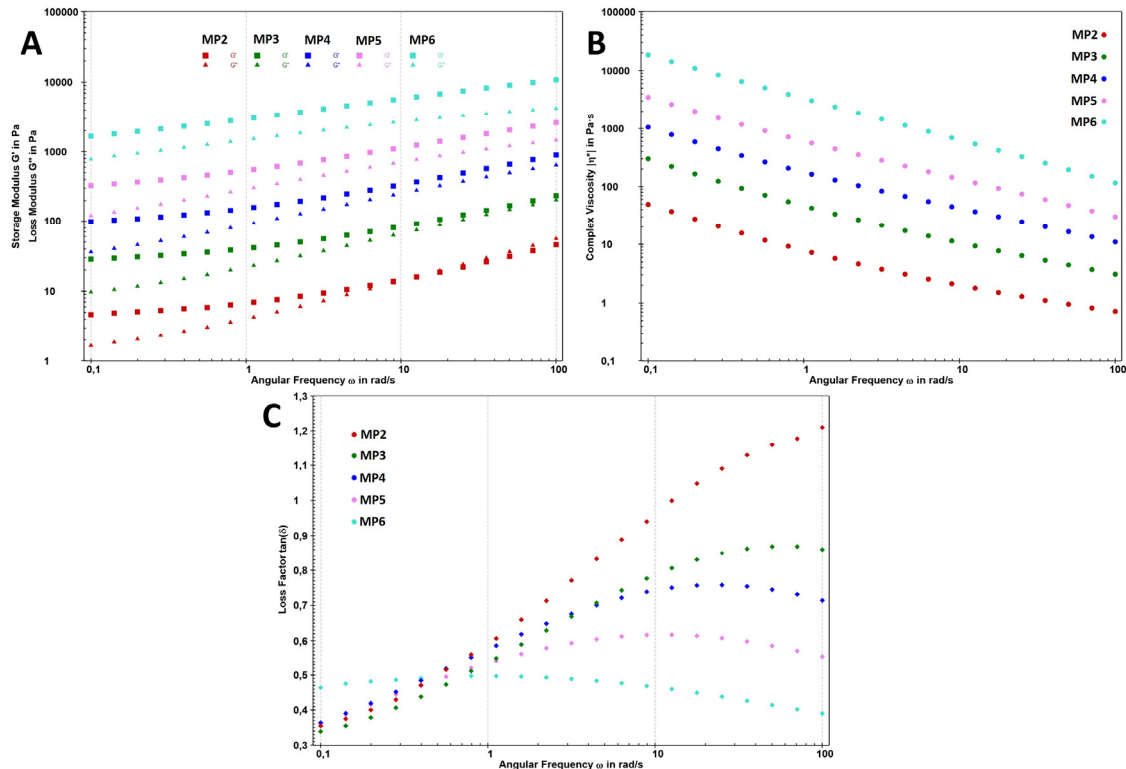 A
MP2 MP3 MP4 MP5 MP6
G' G' G' G' G'
G'' G'' G'' G'' G''
Storage Modulus G' in Pa
Loss Modulus G'' in Pa
100000
10000
1000
100
10
1
0,1 1 10 100
Angular Frequency ω in rad/s
B
MP2
MP3
MP4
MP5
MP6
Complex Viscosity |η*| in Pa·s
100000
10000
1000
100
10
1
0,1
0,1 1 10 100
Angular Frequency ω in rad/s
C
MP2
MP3
MP4
MP5
MP6
Loss Factor tan(δ)
1,3
1,2
1,1
1
0,9
0,8
0,7
0,6
0,5
0,4
0,3
0,1 1 10 100
Angular Frequency ω in rad/s